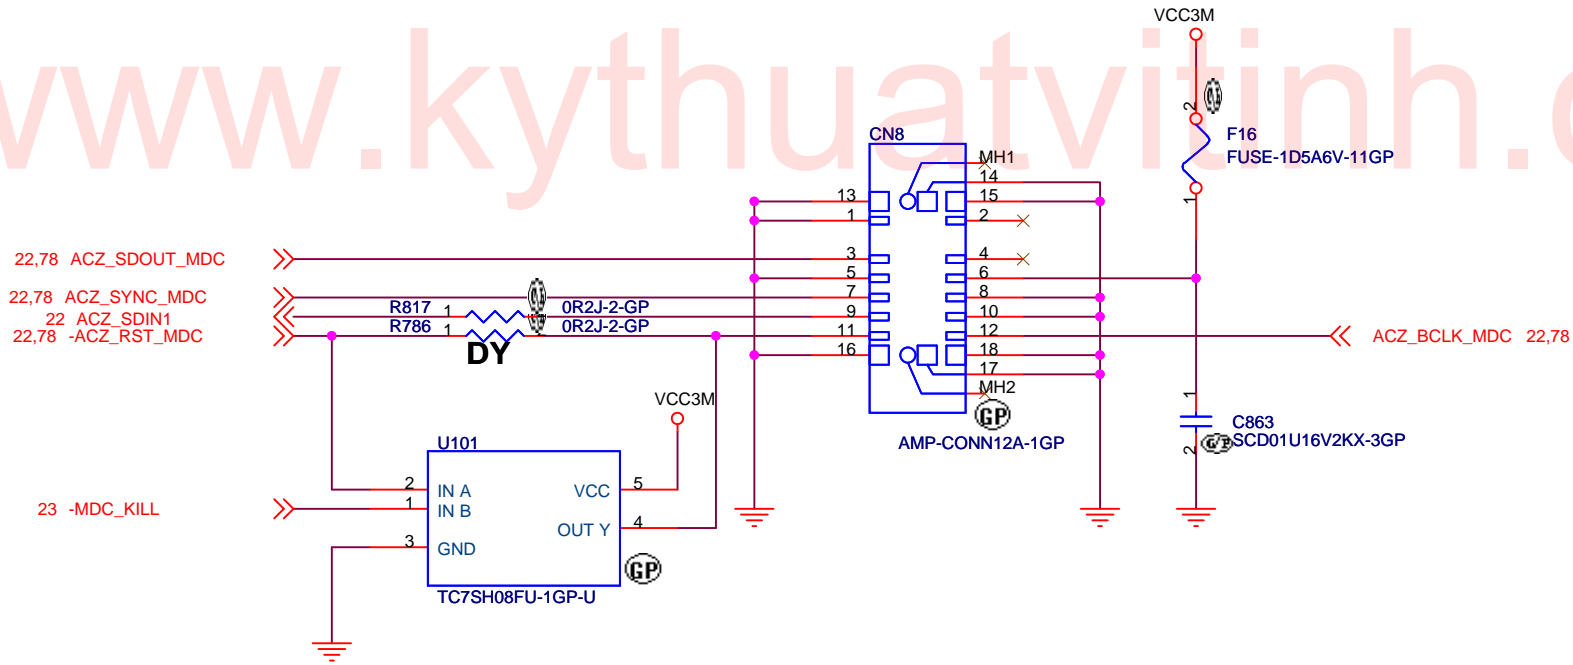 www.kythuatvitinh.c
VCC3M
2
F16
FUSE-1D5A6V-11GP
1
CN8
MH1
14
13
15
1
2
22,78 ACZ_SDOUT_MDC
3
4
5
6
22,78 ACZ_SYNC_MDC
7
8
22 ACZ_SDIN1
R817 1 0R2J-2-GP
9
10
22,78 -ACZ_RST_MDC
R786 1 0R2J-2-GP
11
12
ACZ_BCLK_MDC 22,78
DY
16
18
17
MH2
GP
AMP-CONN12A-1GP
1
C863
G/P
SCD01U16V2KX-3GP
2
VCC3M
U101
2 IN A
VCC 5
23 -MDC_KILL
1 IN B
OUT Y 4
3 GND
GP
TC7SH08FU-1GP-U